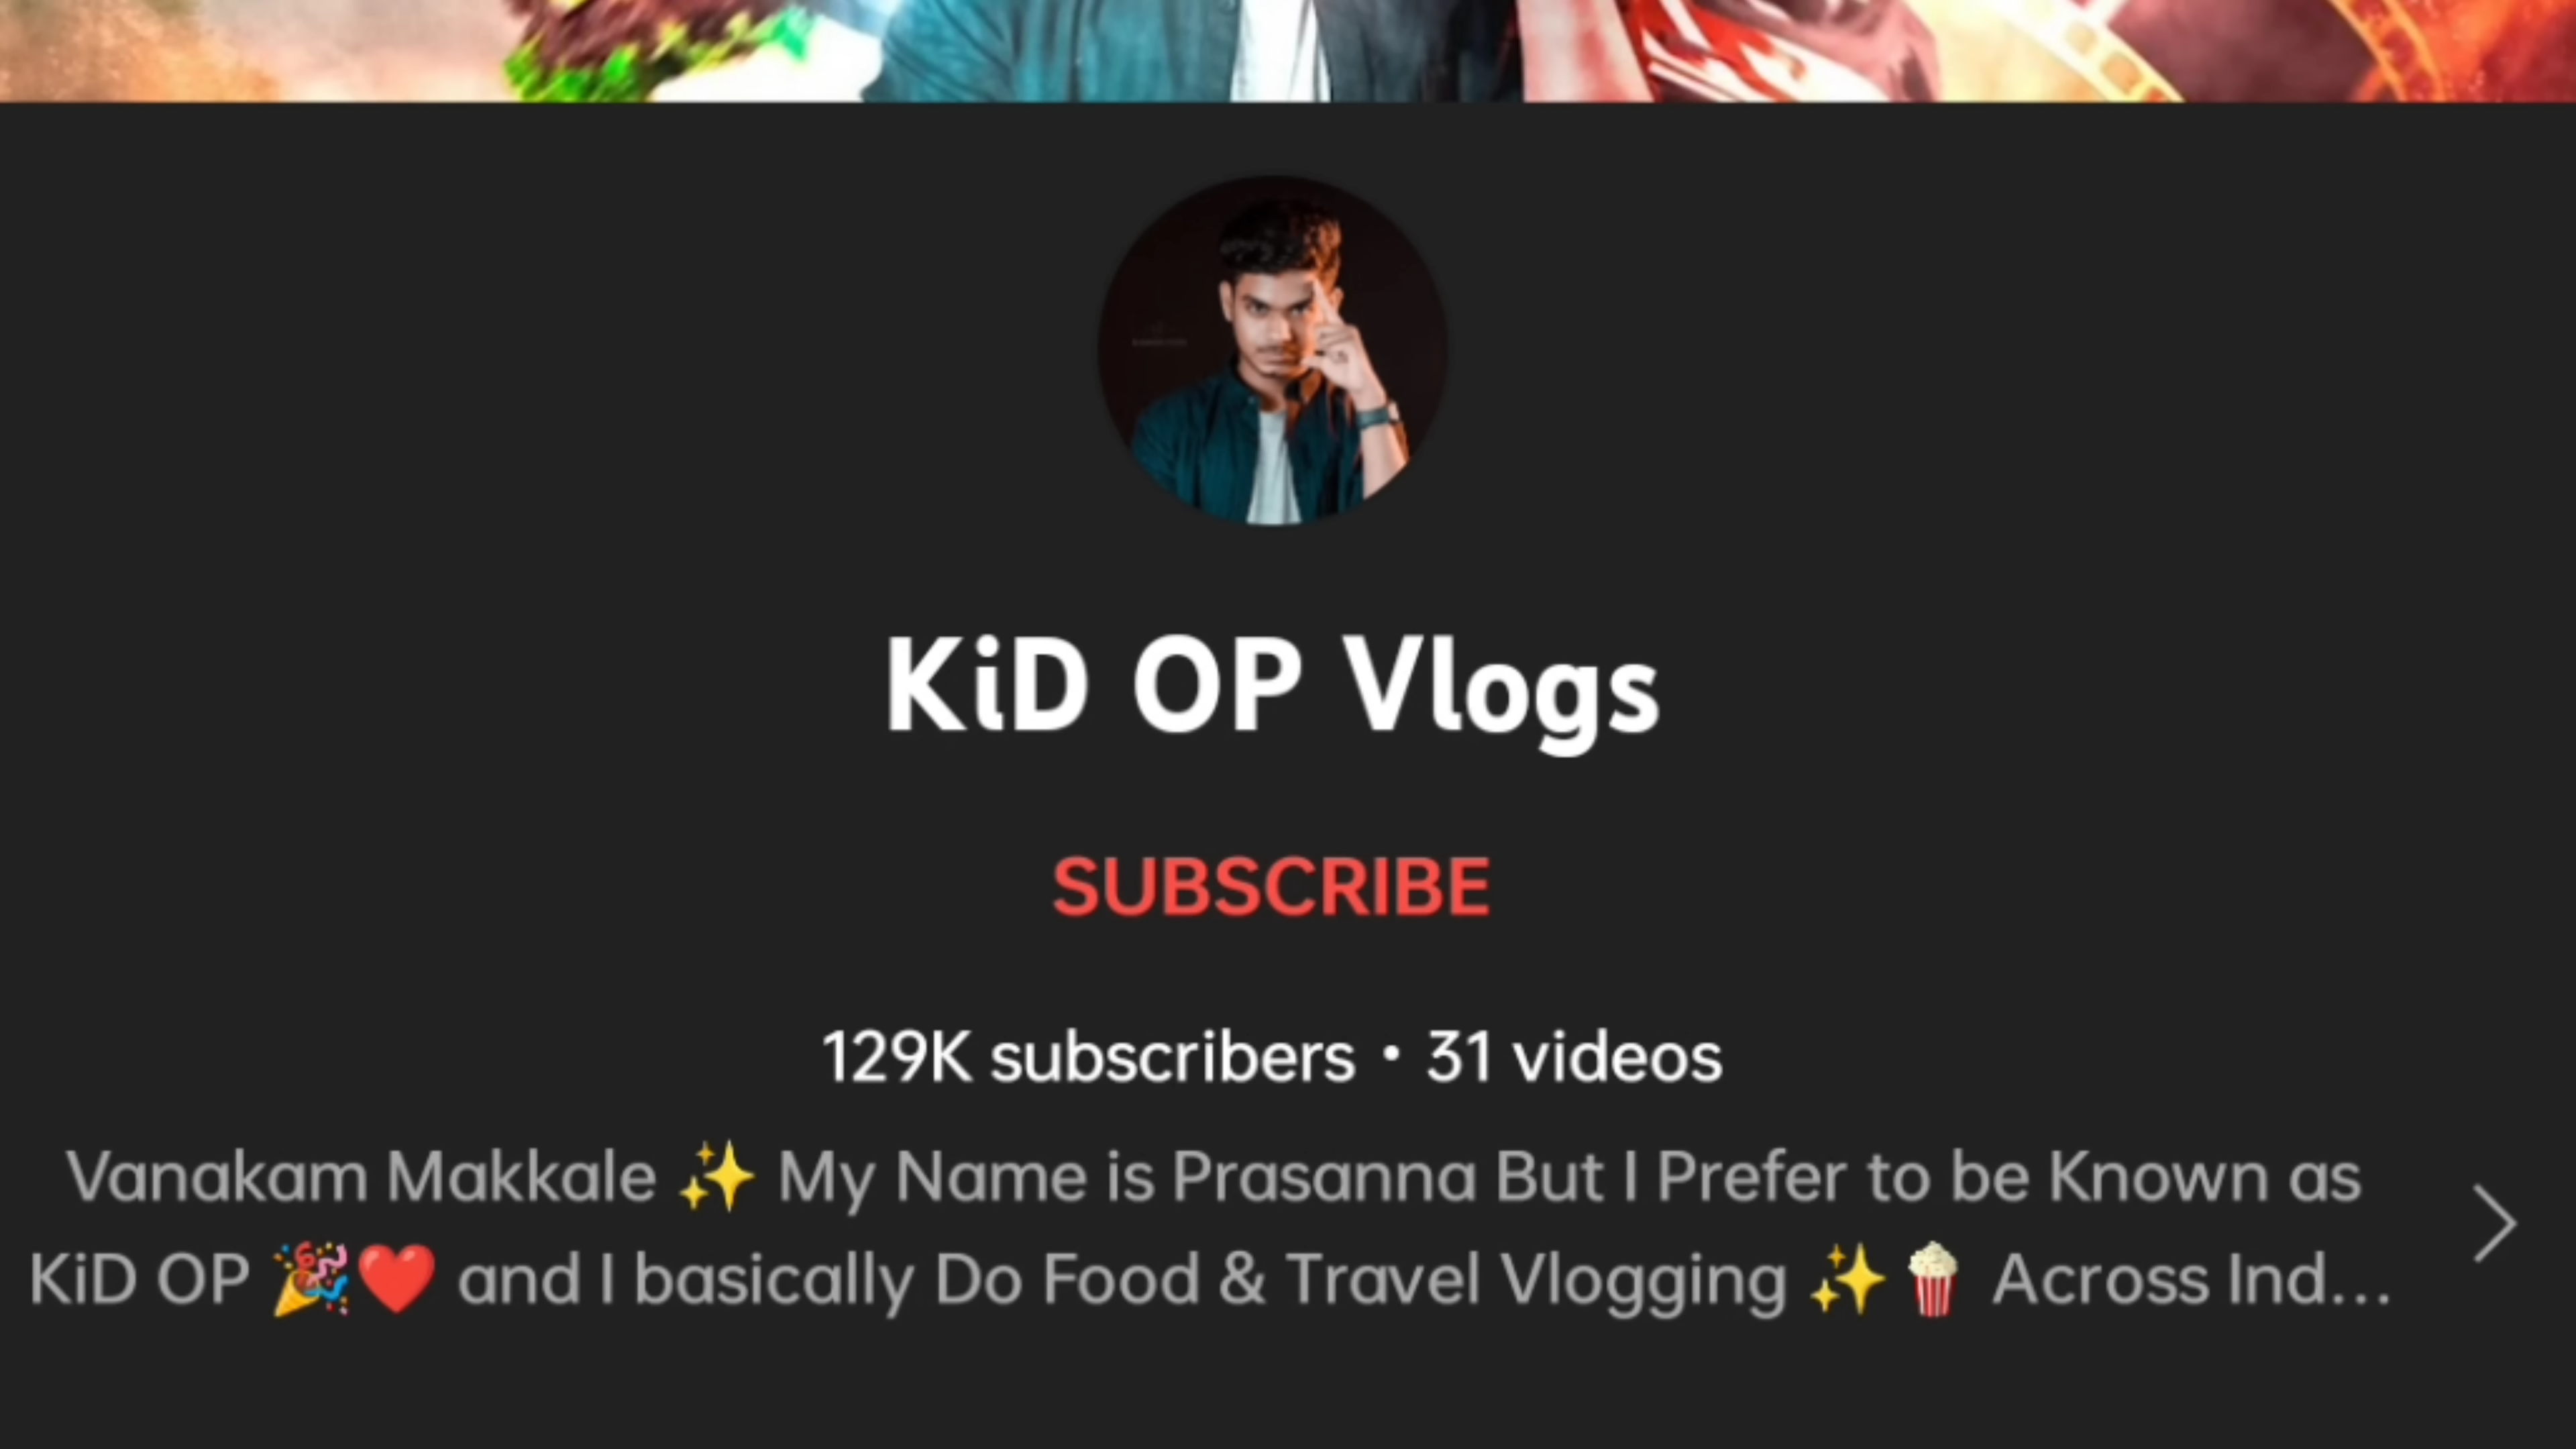 KiD OP Vlogs
SUBSCRIBE
129K subscribers • 31 videos
Vanakam Makkale ✨ My Name is Prasanna But I Prefer to be Known as
KiD OP 🎉❤️ and I basically Do Food & Travel Vlogging ✨🍿 Across Ind...